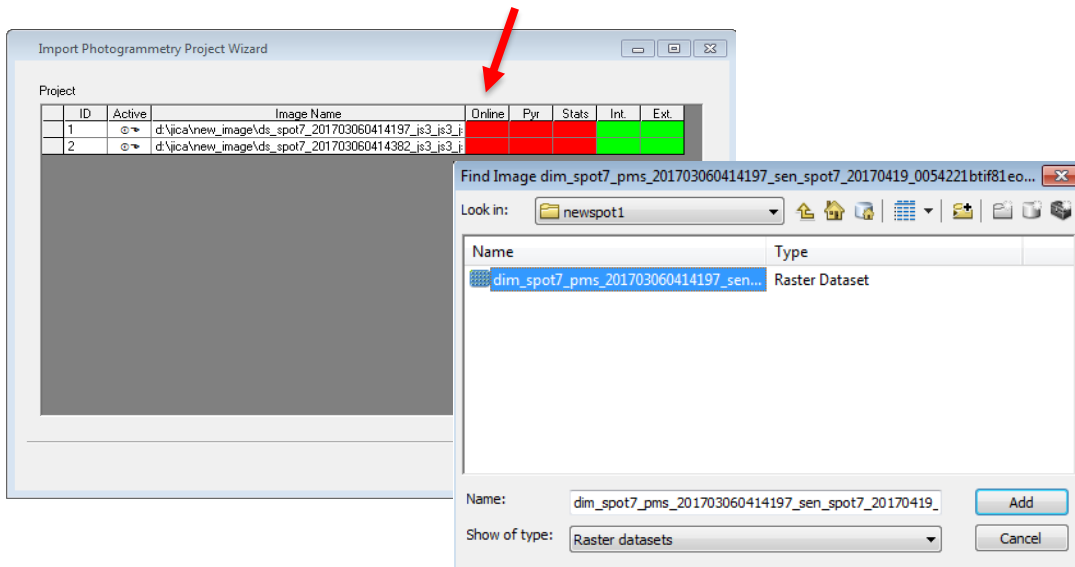 Import Photogrammetry Project Wizard
Project
ID Active Image Name Online Pyr Stats Int. Ext.
1 d:\jica\new_image\ds_spot7_201703060414197_js3_js3_j
2 d:\jica\new_image\ds_spot7_201703060414382_js3_js3_j
Find Image dim_spot7_pms_201703060414197_sen_spot7_20170419_0054221btif81eo...
Look in: newspot1
Name Type
dim_spot7_pms_201703060414197_sen... Raster Dataset
Name: dim_spot7_pms_201703060414197_sen_spot7_20170419_ Add
Show of type: Raster datasets Cancel